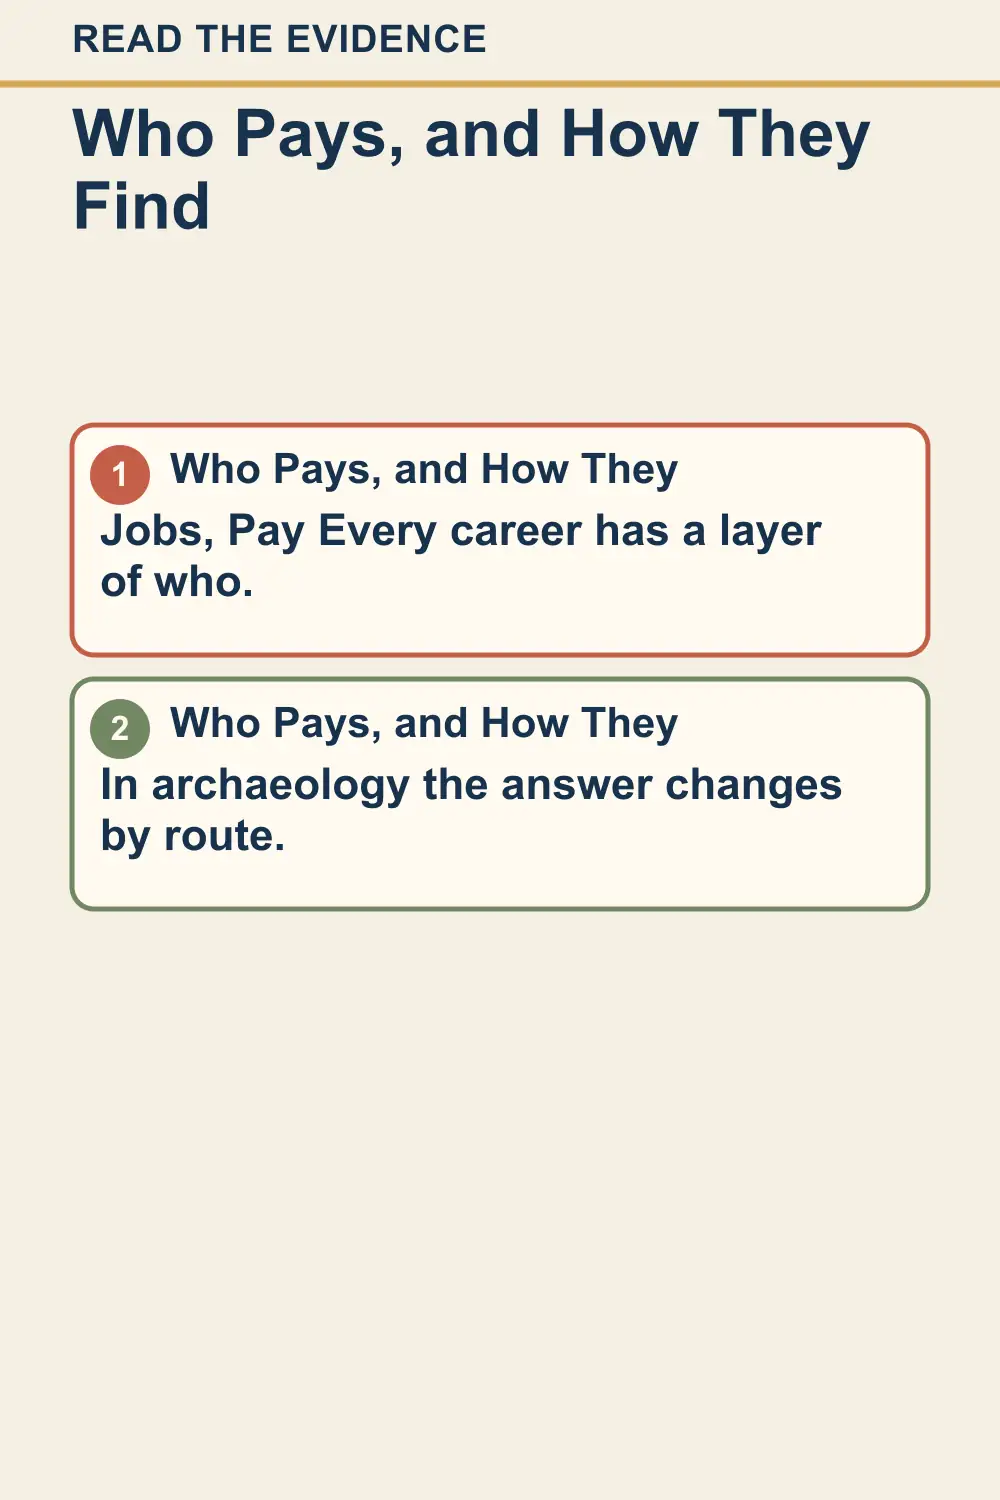 READ THE EVIDENCE
Who Pays, and How They
Find
1 Who Pays, and How They
Jobs, Pay Every career has a layer
of who.
2 Who Pays, and How They
In archaeology the answer changes
by route.